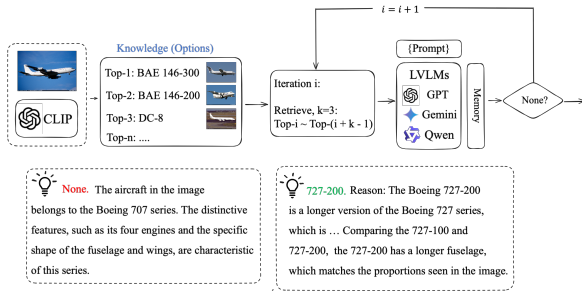 i = i + 1
Knowledge (Options)
{Prompt}
CLIP
Top-1: BAE 146-300
Top-2: BAE 146-200
Top-3: DC-8
Top-n: ....
Iteration i:
Retrieve, k=3:
Top-i ~ Top-(i + k - 1)
LVLMs
GPT
Gemini
Qwen
Memory
None?
None. The aircraft in the image
belongs to the Boeing 707 series. The distinctive
features, such as its four engines and the specific
shape of the fuselage and wings, are characteristic
of this series.
727-200. Reason: The Boeing 727-200
is a longer version of the Boeing 727 series,
which is … Comparing the 727-100 and
727-200, the 727-200 has a longer fuselage,
which matches the proportions seen in the image.